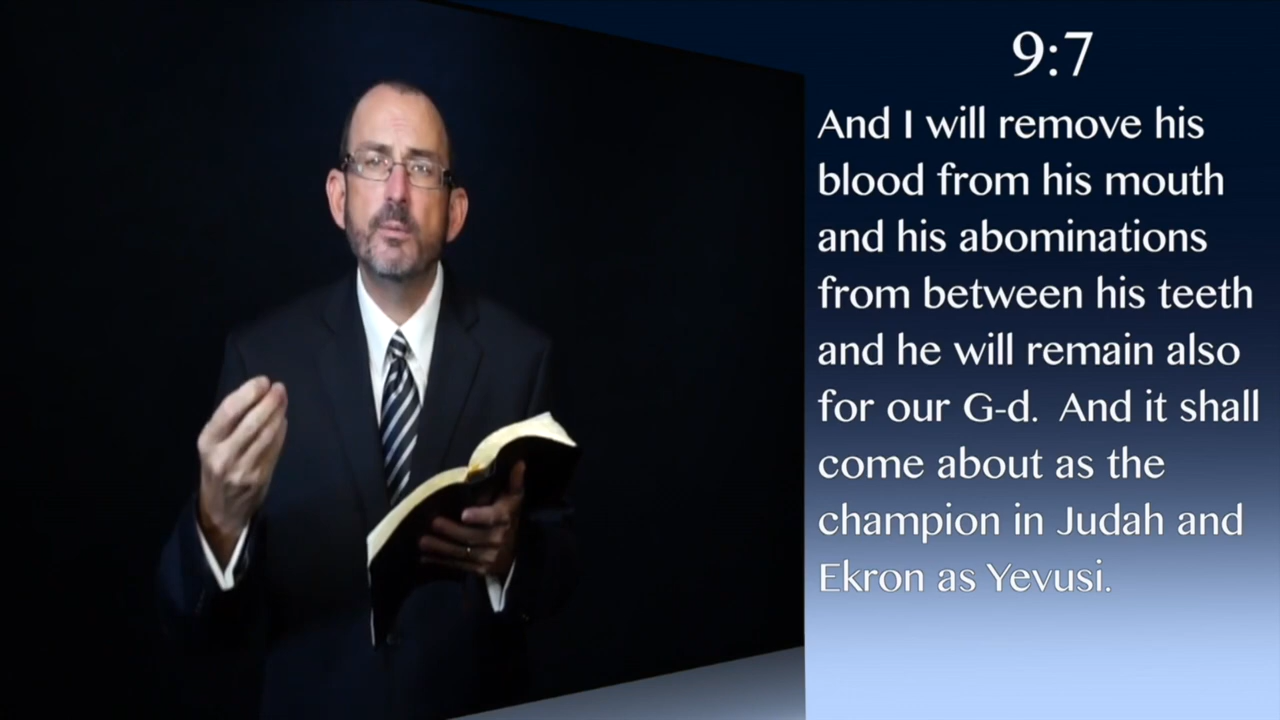 9:7
And I will remove his
blood from his mouth
and his abominations
from between his teeth
and he will remain also
for our G-d.  And it shall
come about as the
champion in Judah and
Ekron as Yevusi.